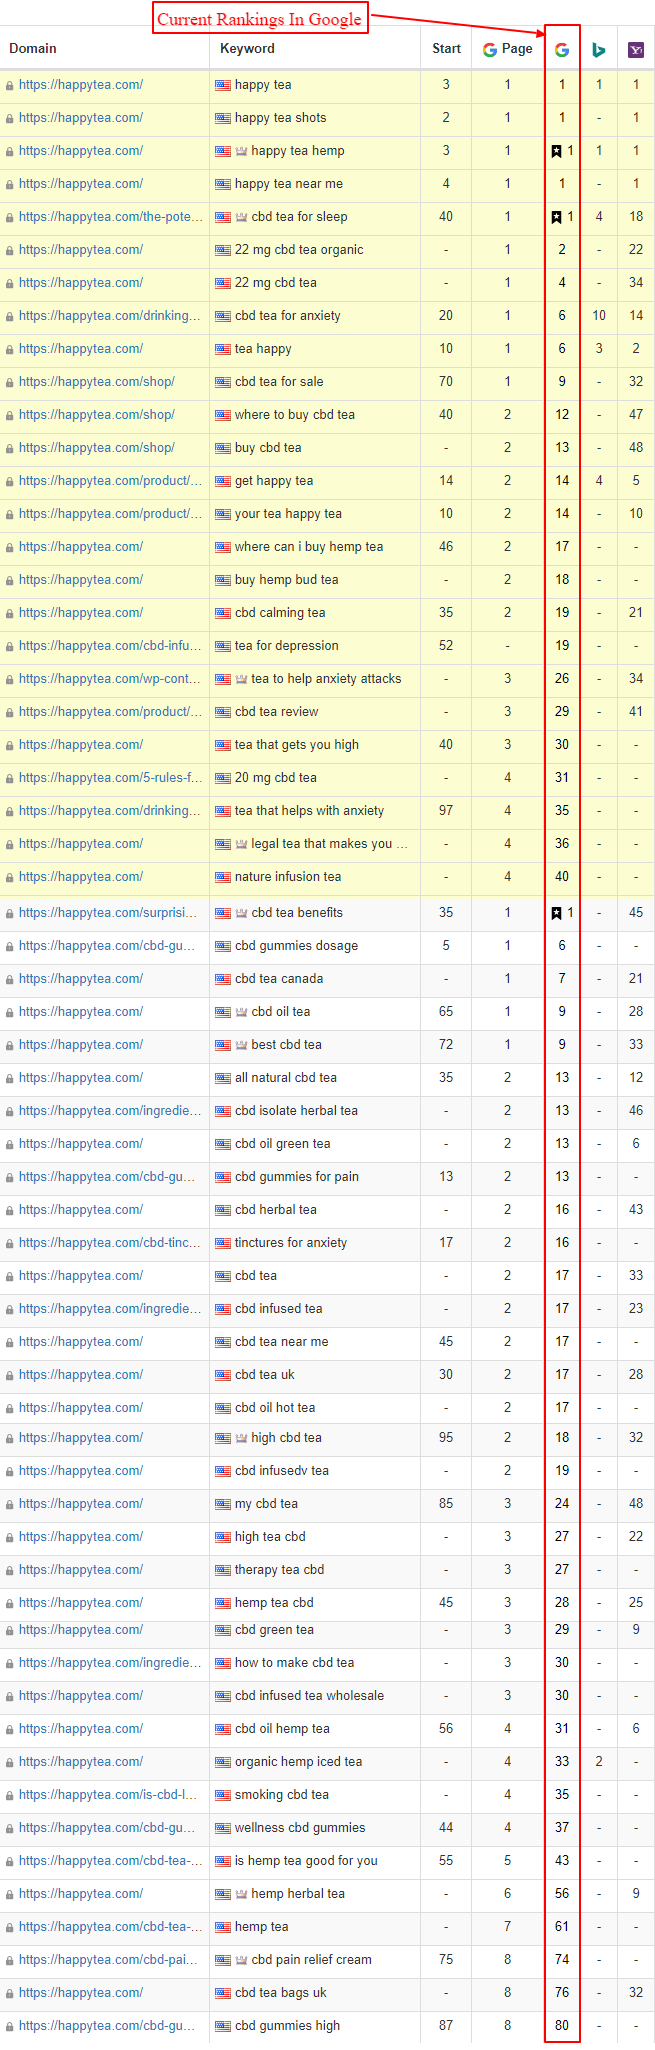 Current Rankings In Google
Domain Keyword Start Page
https://happytea.com/ happy tea 3 1 1 1 1
https://happytea.com/ happy tea shots 2 1 1 - 1
https://happytea.com/ happy tea hemp 3 1 1 1 1
https://happytea.com/ happy tea near me 4 1 1 - 1
https://happytea.com/the-pote... cbd tea for sleep 40 1 1 4 18
https://happytea.com/ 22 mg cbd tea organic - 1 2 - 22
https://happytea.com/ 22 mg cbd tea - 1 4 - 34
https://happytea.com/drinking... cbd tea for anxiety 20 1 6 10 14
https://happytea.com/ tea happy 10 1 6 3 2
https://happytea.com/shop/ cbd tea for sale 70 1 9 - 32
https://happytea.com/shop/ where to buy cbd tea 40 2 12 - 47
https://happytea.com/shop/ buy cbd tea - 2 13 - 48
https://happytea.com/product/... get happy tea 14 2 14 4 5
https://happytea.com/product/... your tea happy tea 10 2 14 - 10
https://happytea.com/ where can i buy hemp tea 46 2 17 - -
https://happytea.com/ buy hemp bud tea - 2 18 - -
https://happytea.com/ cbd calming tea 35 2 19 - 21
https://happytea.com/cbd-infu... tea for depression 52 - 19 - -
https://happytea.com/wp-cont... tea to help anxiety attacks - 3 26 - 34
https://happytea.com/product/... cbd tea review - 3 29 - 41
https://happytea.com/ tea that gets you high 40 3 30 - -
https://happytea.com/5-rules-f... 20 mg cbd tea - 4 31 - -
https://happytea.com/drinking... tea that helps with anxiety 97 4 35 - -
https://happytea.com/ legal tea that makes you ... - 4 36 - -
https://happytea.com/ nature infusion tea - 4 40 - -
https://happytea.com/surprisi... cbd tea benefits 35 1 1 - 45
https://happytea.com/cbd-gu... cbd gummies dosage 5 1 6 - -
https://happytea.com/ cbd tea canada - 1 7 - 21
https://happytea.com/ cbd oil tea 65 1 9 - 28
https://happytea.com/ best cbd tea 72 1 9 - 33
https://happytea.com/ all natural cbd tea 35 2 13 - 12
https://happytea.com/ingredie... cbd isolate herbal tea - 2 13 - 46
https://happytea.com/ cbd oil green tea - 2 13 - 6
https://happytea.com/cbd-gu... cbd gummies for pain 13 2 13 - -
https://happytea.com/ cbd herbal tea - 2 16 - 43
https://happytea.com/cbd-tinc... tinctures for anxiety 17 2 16 - -
https://happytea.com/ cbd tea - 2 17 - 33
https://happytea.com/ingredie... cbd infused tea - 2 17 - 23
https://happytea.com/ cbd tea near me 45 2 17 - -
https://happytea.com/ cbd tea uk 30 2 17 - 28
https://happytea.com/ cbd oil hot tea - 2 17 - -
https://happytea.com/ high cbd tea 95 2 18 - 32
https://happytea.com/ cbd infusedv tea - 2 19 - -
https://happytea.com/ my cbd tea 85 3 24 - 48
https://happytea.com/ high tea cbd - 3 27 - 22
https://happytea.com/ therapy tea cbd - 3 27 - -
https://happytea.com/ hemp tea cbd 45 3 28 - 25
https://happytea.com/ cbd green tea - 3 29 - 9
https://happytea.com/ingredie... how to make cbd tea - 3 30 - -
https://happytea.com/ cbd infused tea wholesale - 3 30 - -
https://happytea.com/ cbd oil hemp tea 56 4 31 - 6
https://happytea.com/ organic hemp iced tea - 4 33 2 -
https://happytea.com/is-cbd-l... smoking cbd tea - 4 35 - -
https://happytea.com/cbd-gu... wellness cbd gummies 44 4 37 - -
https://happytea.com/cbd-tea-... is hemp tea good for you 55 5 43 - -
https://happytea.com/ hemp herbal tea - 6 56 - 9
https://happytea.com/cbd-tea-... hemp tea - 7 61 - -
https://happytea.com/cbd-pai... cbd pain relief cream 75 8 74 - -
https://happytea.com/ cbd tea bags uk - 8 76 - 32
https://happytea.com/cbd-gu... cbd gummies high 87 8 80 - -